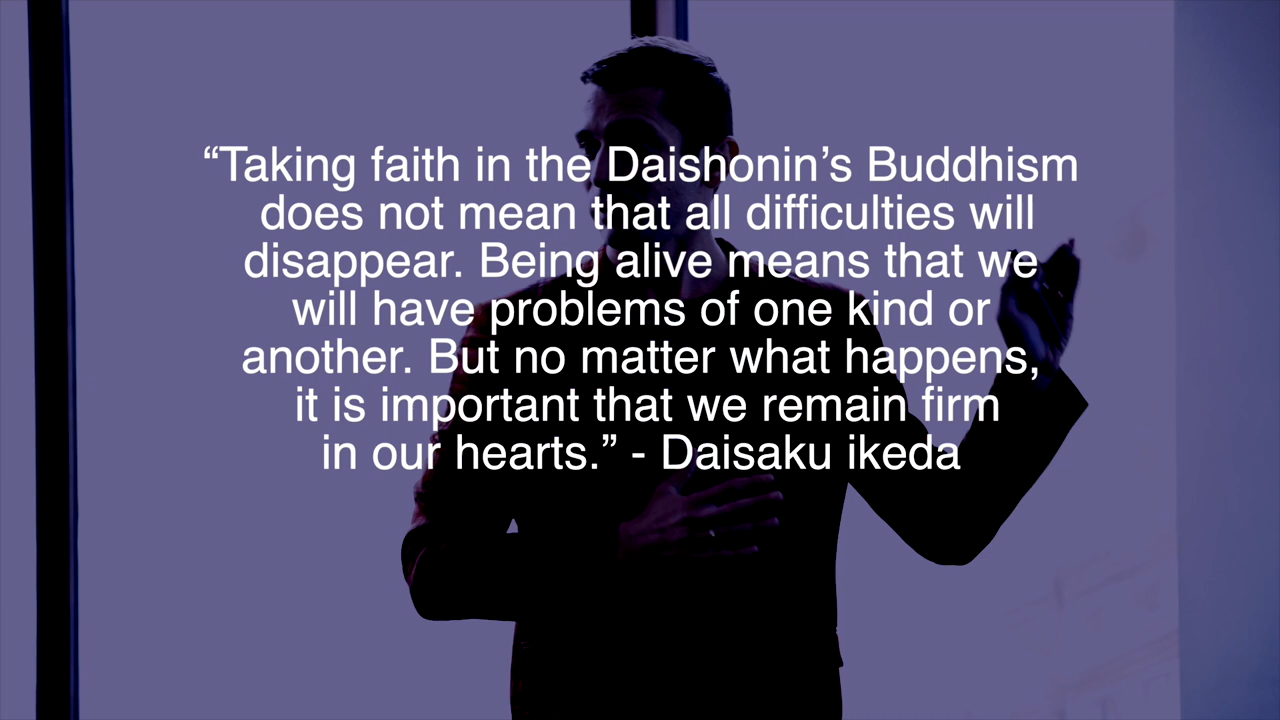 “Taking faith in the Daishonin’s Buddhism
does not mean that all difficulties will
disappear. Being alive means that we
will have problems of one kind or
another. But no matter what happens,
it is important that we remain firm
in our hearts.” - Daisaku ikeda